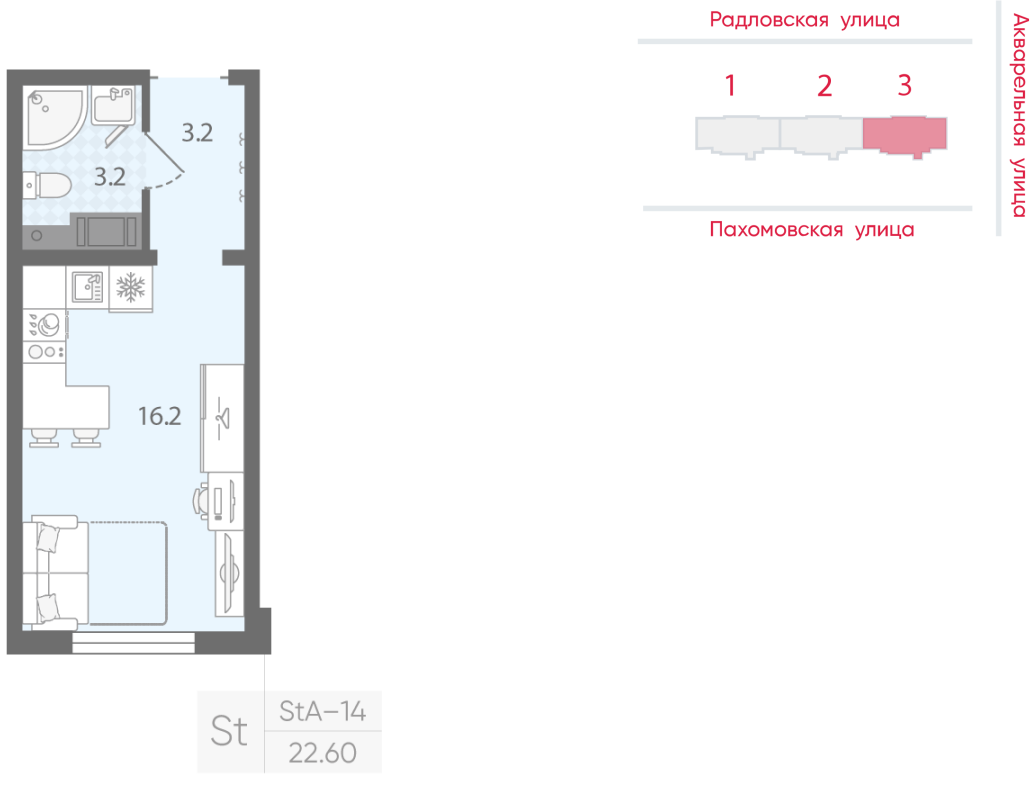 Радловская улица
Акварельная улица
1 2 3
Пахомовская улица
3.2
3.2
16.2
St
StA–14
22.60